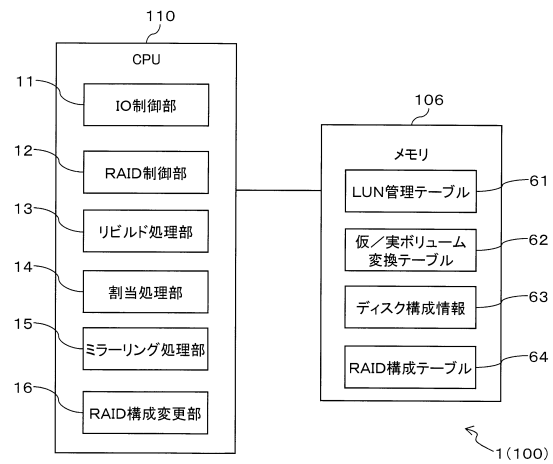 110
CPU
11
IO制御部
12
RAID制御部
13
リビルド処理部
14
割当処理部
15
ミラーリング処理部
16
RAID構成変更部
106
メモリ
61
LUN管理テーブル
62
仮／実ボリューム
変換テーブル
63
ディスク構成情報
64
RAID構成テーブル
1(100)